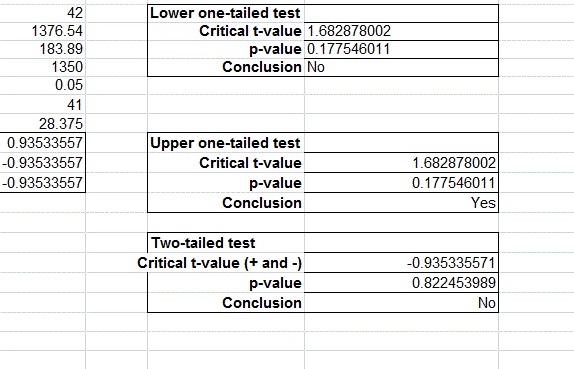 42 Lower one-tailed test
1376.54 Critical t-value 1.682878002
183.89 p-value 0.177546011
1350 Conclusion No
0.05
41
28.375
0.93533557 Upper one-tailed test
-0.93533557 Critical t-value 1.682878002
-0.93533557 p-value 0.177546011
Conclusion Yes
Two-tailed test
Critical t-value (+ and -) -0.935335571
p-value 0.822453989
Conclusion No